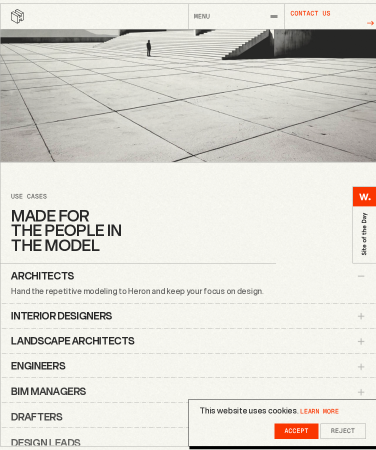 MENU
CONTACT US
→
USE CASES
MADE FOR
THE PEOPLE IN
THE MODEL
W.
Site of the Day
ARCHITECTS
Hand the repetitive modeling to Heron and keep your focus on design.
INTERIOR DESIGNERS
LANDSCAPE ARCHITECTS
ENGINEERS
BIM MANAGERS
DRAFTERS
DESIGN LEADS
This website uses cookies. LEARN MORE
ACCEPT REJECT